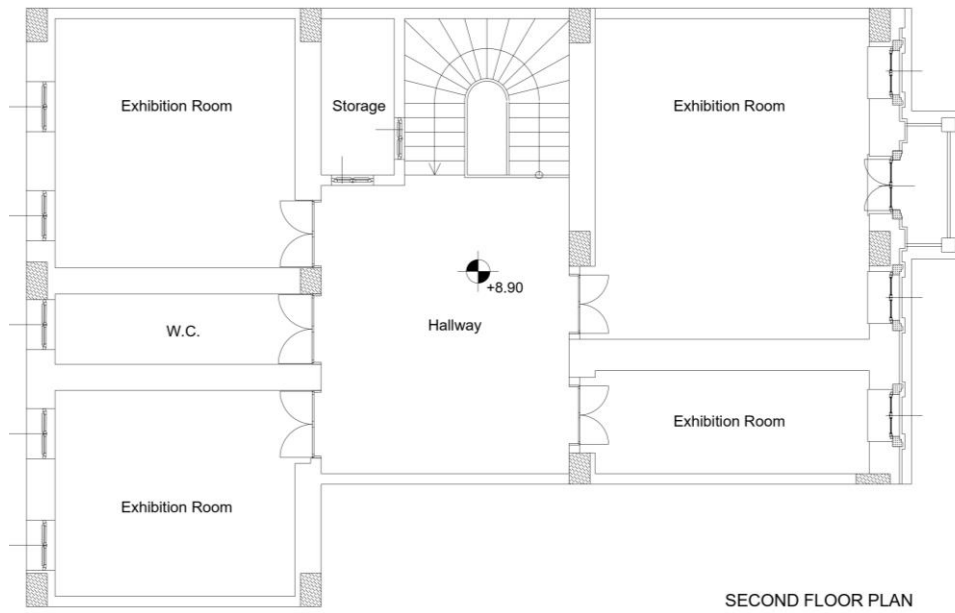 Exhibition Room
Storage
Exhibition Room
+8.90
Hallway
W.C.
Exhibition Room
Exhibition Room
SECOND FLOOR PLAN